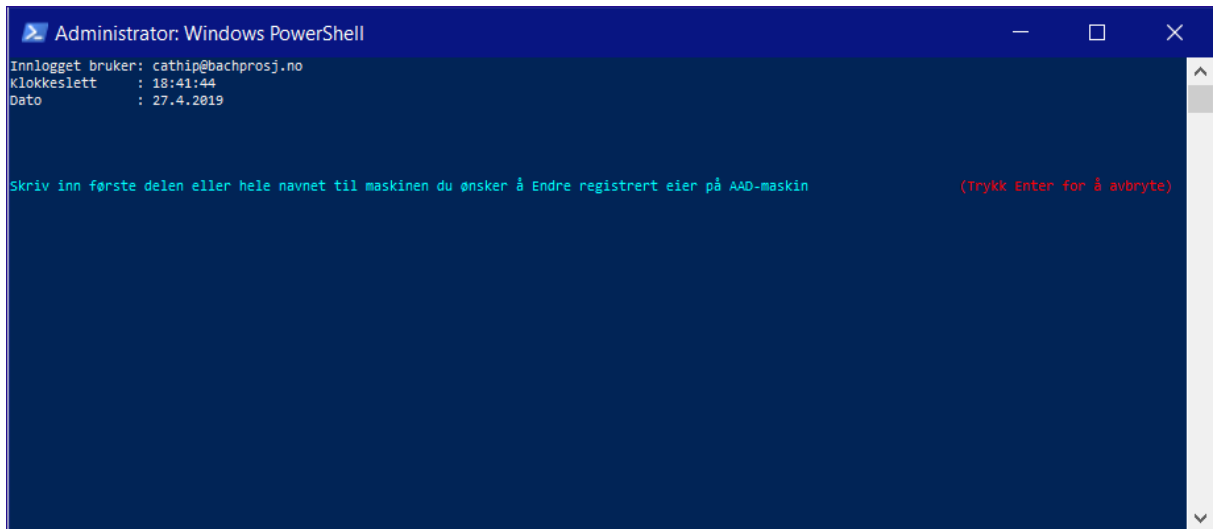 Administrator: Windows PowerShell
Innlogget bruker: cathip@bachprosj.no
Klokkeslett     : 18:41:44
Dato            : 27.4.2019
Skriv inn første delen eller hele navnet til maskinen du ønsker å Endre registrert eier på AAD-maskin (Trykk Enter for å avbryte)